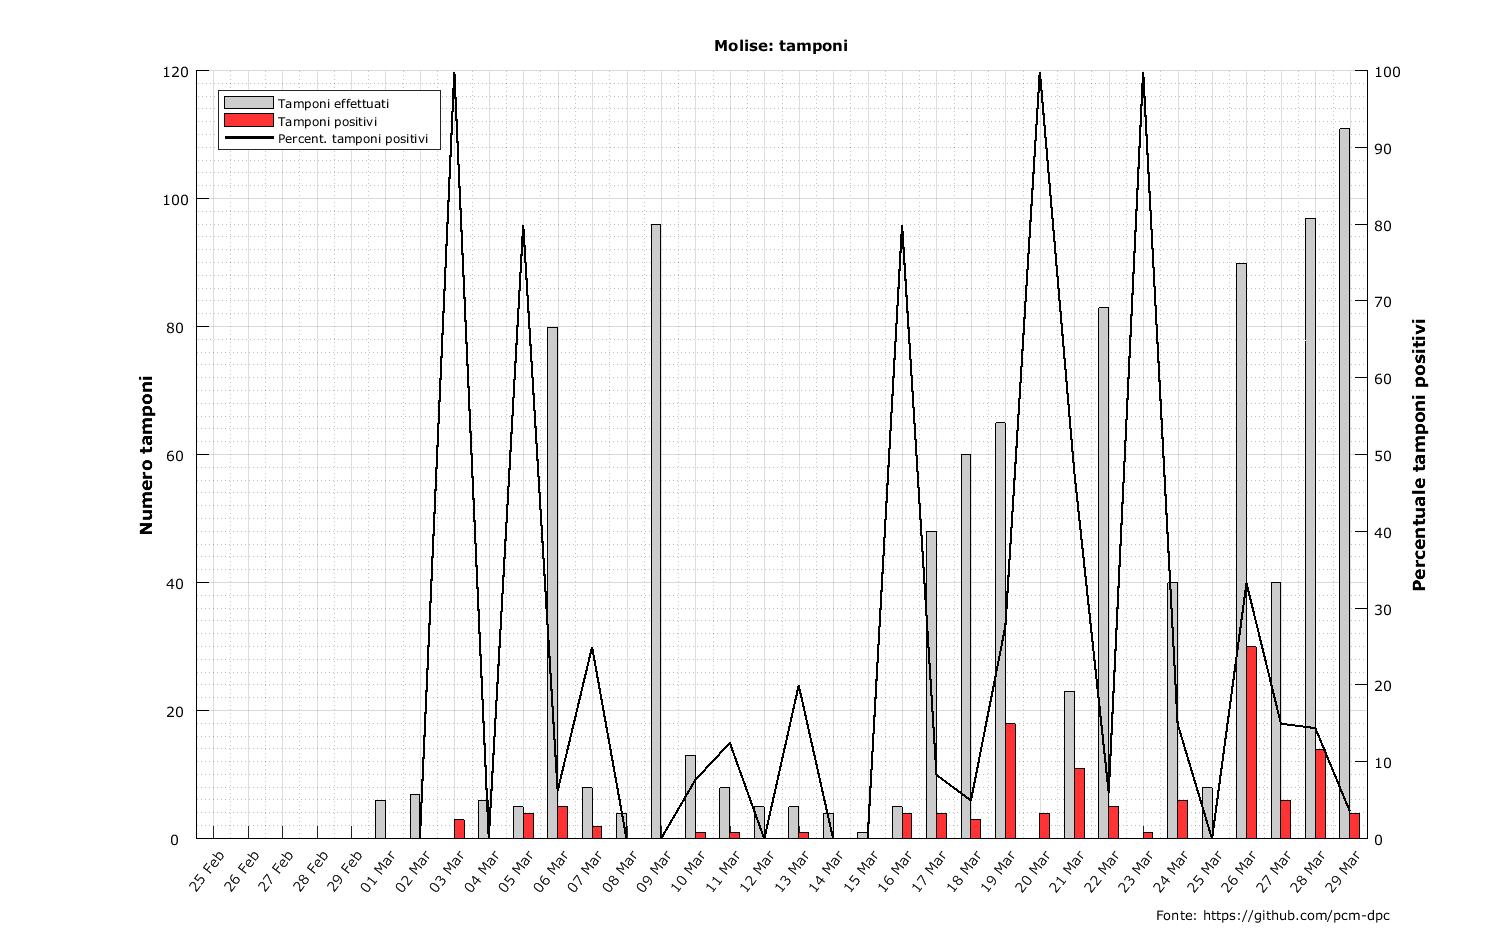 Molise: tamponi
Tamponi effettuati
Tamponi positivi
Percent. tamponi positivi
Numero tamponi
120
100
80
60
40
20
0
Percentuale tamponi positivi
100
90
80
70
60
50
40
30
20
10
0
25 Feb
26 Feb
27 Feb
28 Feb
29 Feb
01 Mar
02 Mar
03 Mar
04 Mar
05 Mar
06 Mar
07 Mar
08 Mar
09 Mar
10 Mar
11 Mar
12 Mar
13 Mar
14 Mar
15 Mar
16 Mar
17 Mar
18 Mar
19 Mar
20 Mar
21 Mar
22 Mar
23 Mar
24 Mar
25 Mar
26 Mar
27 Mar
28 Mar
29 Mar
Fonte: https://github.com/pcm-dpc